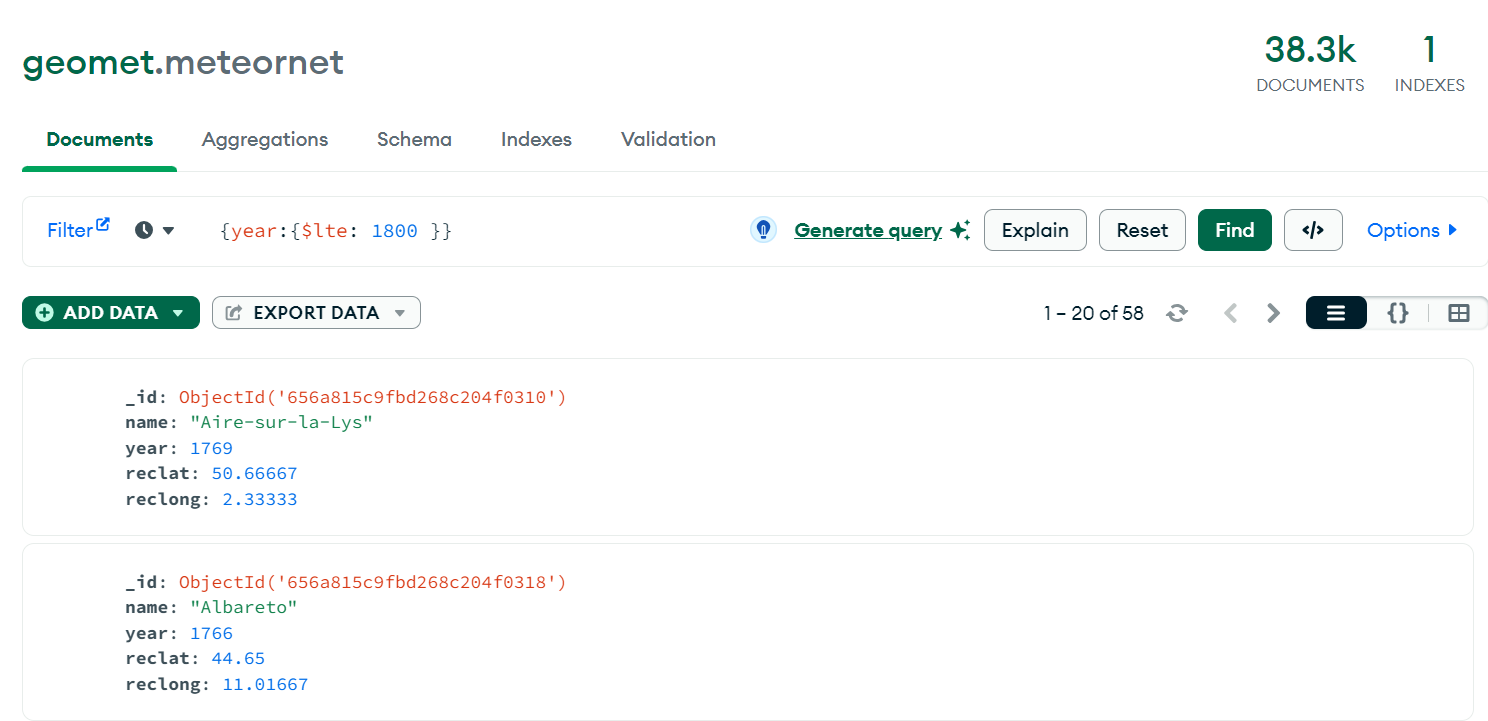 geomet.meteornet
38.3k
DOCUMENTS
1
INDEXES
Documents Aggregations Schema Indexes Validation
Filter {year:{$lte: 1800 }} Generate query Explain Reset Find </> Options
ADD DATA EXPORT DATA 1 – 20 of 58 {}
_id: ObjectId('656a815c9fbd268c204f0310')
name: "Aire-sur-la-Lys"
year: 1769
reclat: 50.66667
reclong: 2.33333
_id: ObjectId('656a815c9fbd268c204f0318')
name: "Albareto"
year: 1766
reclat: 44.65
reclong: 11.01667